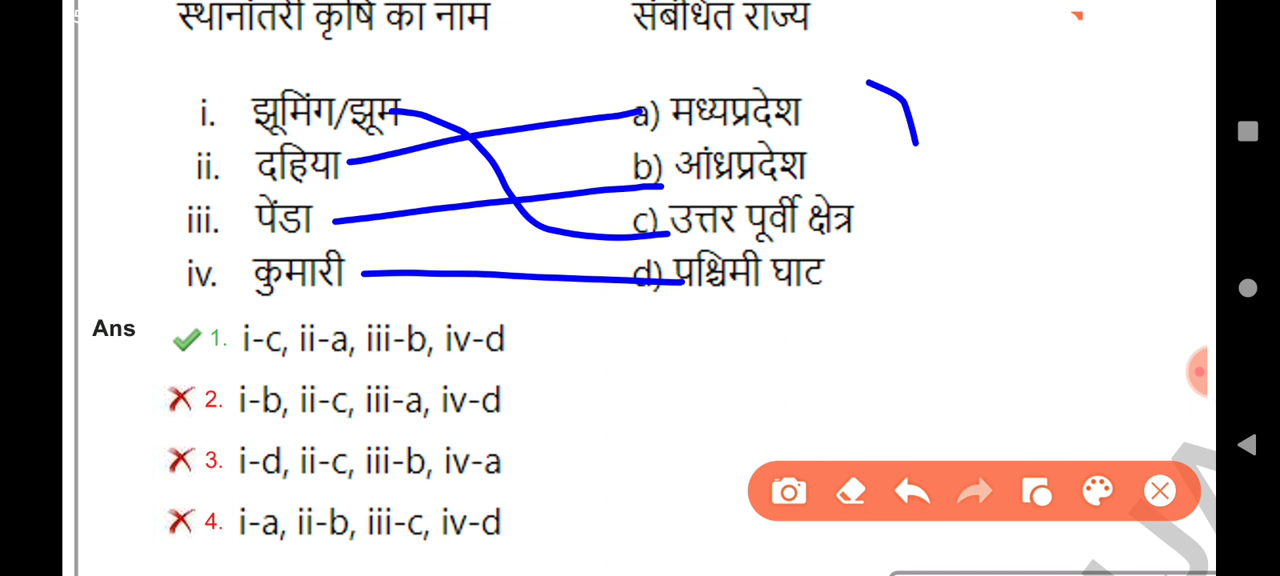 स्थानांतरी कृषि का नाम संबंधित राज्य
i. झूमिंग/झूम a) मध्यप्रदेश
ii. दहिया b) आंध्रप्रदेश
iii. पेंडा c) उत्तर पूर्वी क्षेत्र
iv. कुमारी d) पश्चिमी घाट
Ans 1. i-c, ii-a, iii-b, iv-d
2. i-b, ii-c, iii-a, iv-d
3. i-d, ii-c, iii-b, iv-a
4. i-a, ii-b, iii-c, iv-d